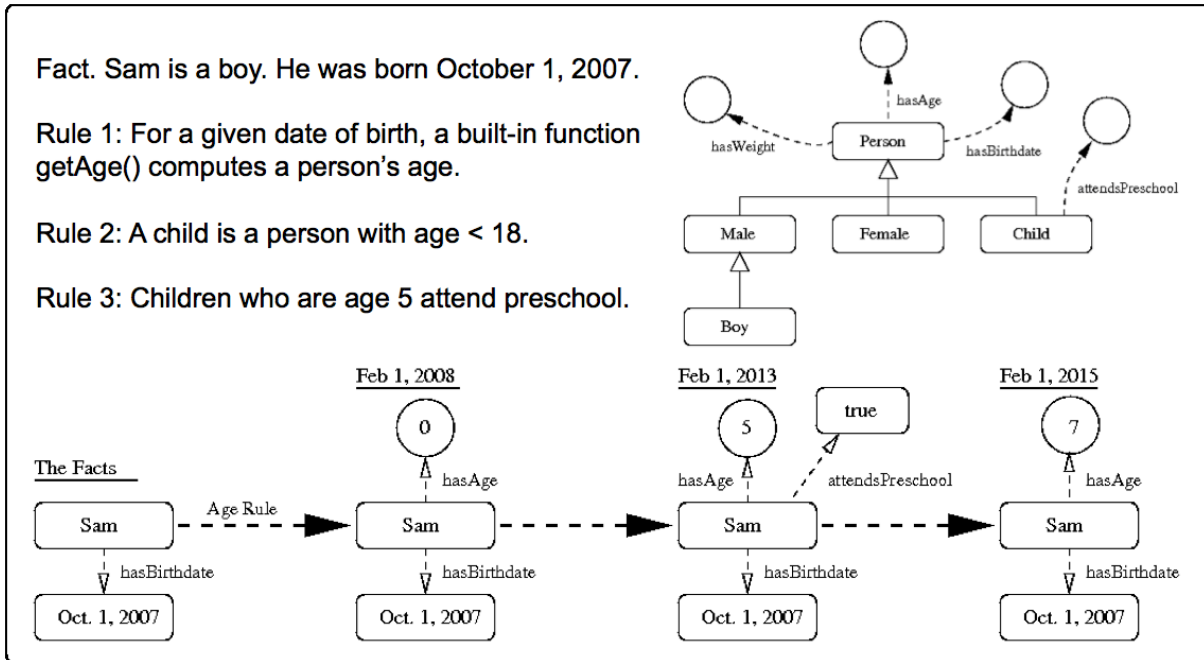 Fact. Sam is a boy. He was born October 1, 2007.
Rule 1: For a given date of birth, a built-in function
getAge() computes a person's age.
Rule 2: A child is a person with age < 18.
Rule 3: Children who are age 5 attend preschool.
hasAge
hasWeight
Person
hasBirthdate
attendsPreschool
Male
Female
Child
Boy
Feb 1, 2008
Feb 1, 2013
Feb 1, 2015
0
5
true
7
The Facts
hasAge
hasAge
attendsPreschool
hasAge
Sam
Age Rule
Sam
Sam
Sam
hasBirthdate
hasBirthdate
hasBirthdate
hasBirthdate
Oct. 1, 2007
Oct. 1, 2007
Oct. 1, 2007
Oct. 1, 2007